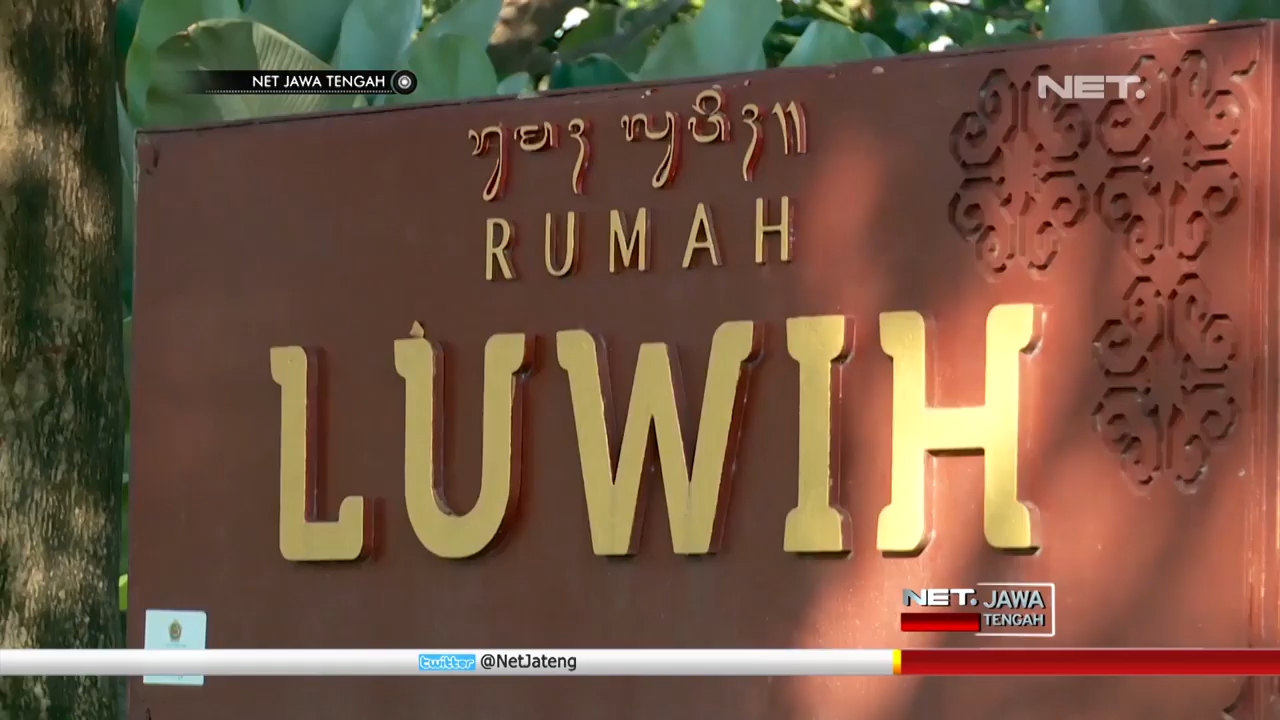 NET JAWA TENGAH
NET.
RUMAH
LUWIH
NET. JAWA
TENGAH
twitter @NetJateng